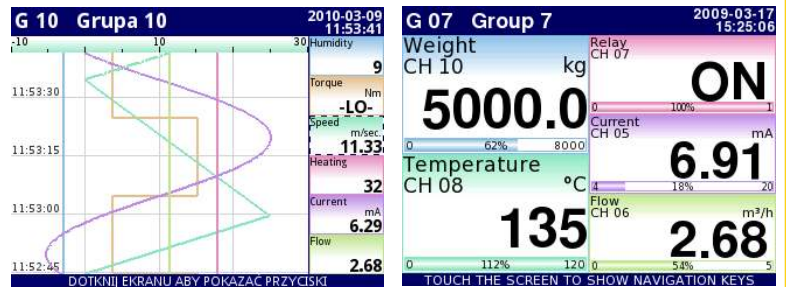 G 10 Grupa 10
2010-03-09
11:53:41
-10 10 30
11:53:30
11:53:15
11:53:00
11:52:45
Humidity
9
Torque
Nm
-LO-
Speed
m/sec
11.33
Heating
32
Current
mA
6.29
Flow
2.68
DOTKNIJ EKRANU ABY POKAZAĆ PRZYCISKI
G 07 Group 7
2009-03-17
15:25:06
Weight
CH 10 kg
5000.0
0 62% 8000
Temperature
CH 08 °C
135
0 112% 120
Relay
CH 07
ON
0 100% 1
Current
CH 05 mA
6.91
4 18% 20
Flow
CH 06 m³/h
2.68
0 54% 5
TOUCH THE SCREEN TO SHOW NAVIGATION KEYS